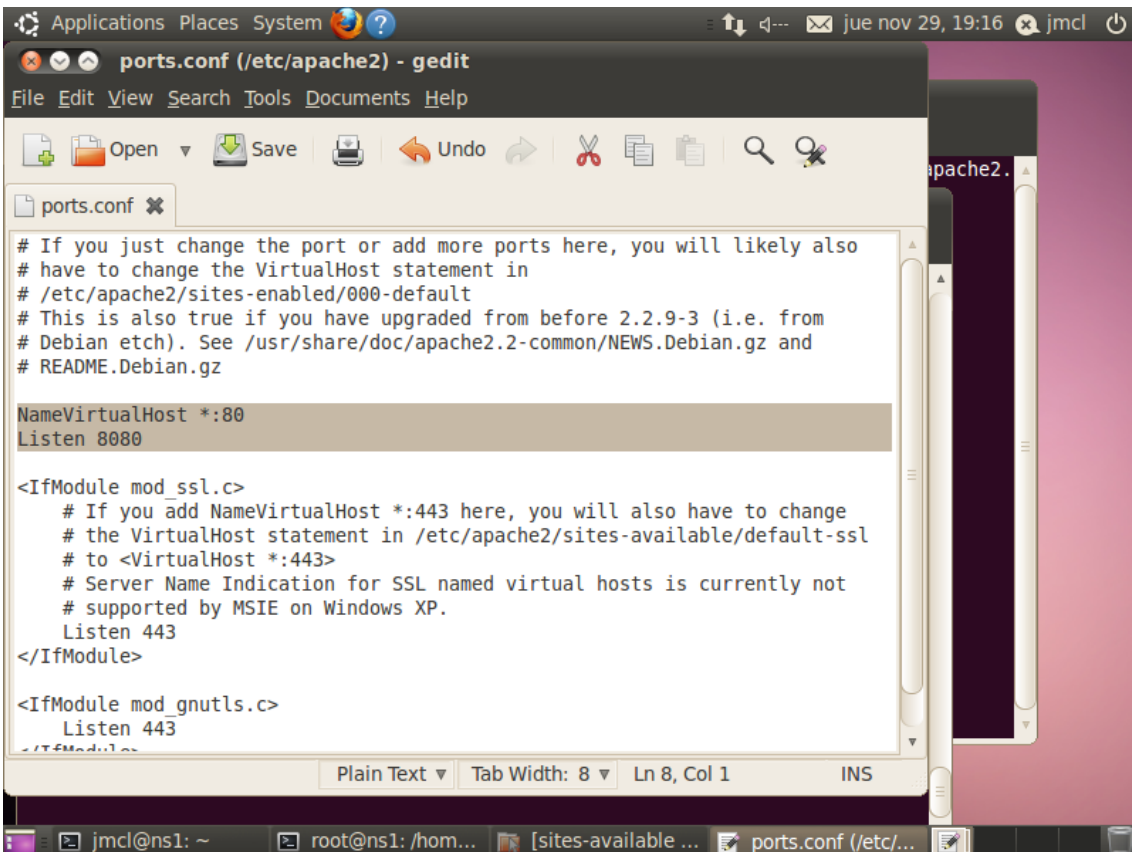 Applications Places System jue nov 29, 19:16 jmcl
ports.conf (/etc/apache2) - gedit
File Edit View Search Tools Documents Help
Open Save Undo
apache2.
ports.conf
# If you just change the port or add more ports here, you will likely also
# have to change the VirtualHost statement in
# /etc/apache2/sites-enabled/000-default
# This is also true if you have upgraded from before 2.2.9-3 (i.e. from
# Debian etch). See /usr/share/doc/apache2.2-common/NEWS.Debian.gz and
# README.Debian.gz
NameVirtualHost *:80
Listen 8080
<IfModule mod_ssl.c>
    # If you add NameVirtualHost *:443 here, you will also have to change
    # the VirtualHost statement in /etc/apache2/sites-available/default-ssl
    # to <VirtualHost *:443>
    # Server Name Indication for SSL named virtual hosts is currently not
    # supported by MSIE on Windows XP.
    Listen 443
</IfModule>
<IfModule mod_gnutls.c>
    Listen 443
</IfModule>
Plain Text Tab Width: 8 Ln 8, Col 1 INS
jmcl@ns1: ~ root@ns1: /hom... [sites-available ... ports.conf (/etc/...